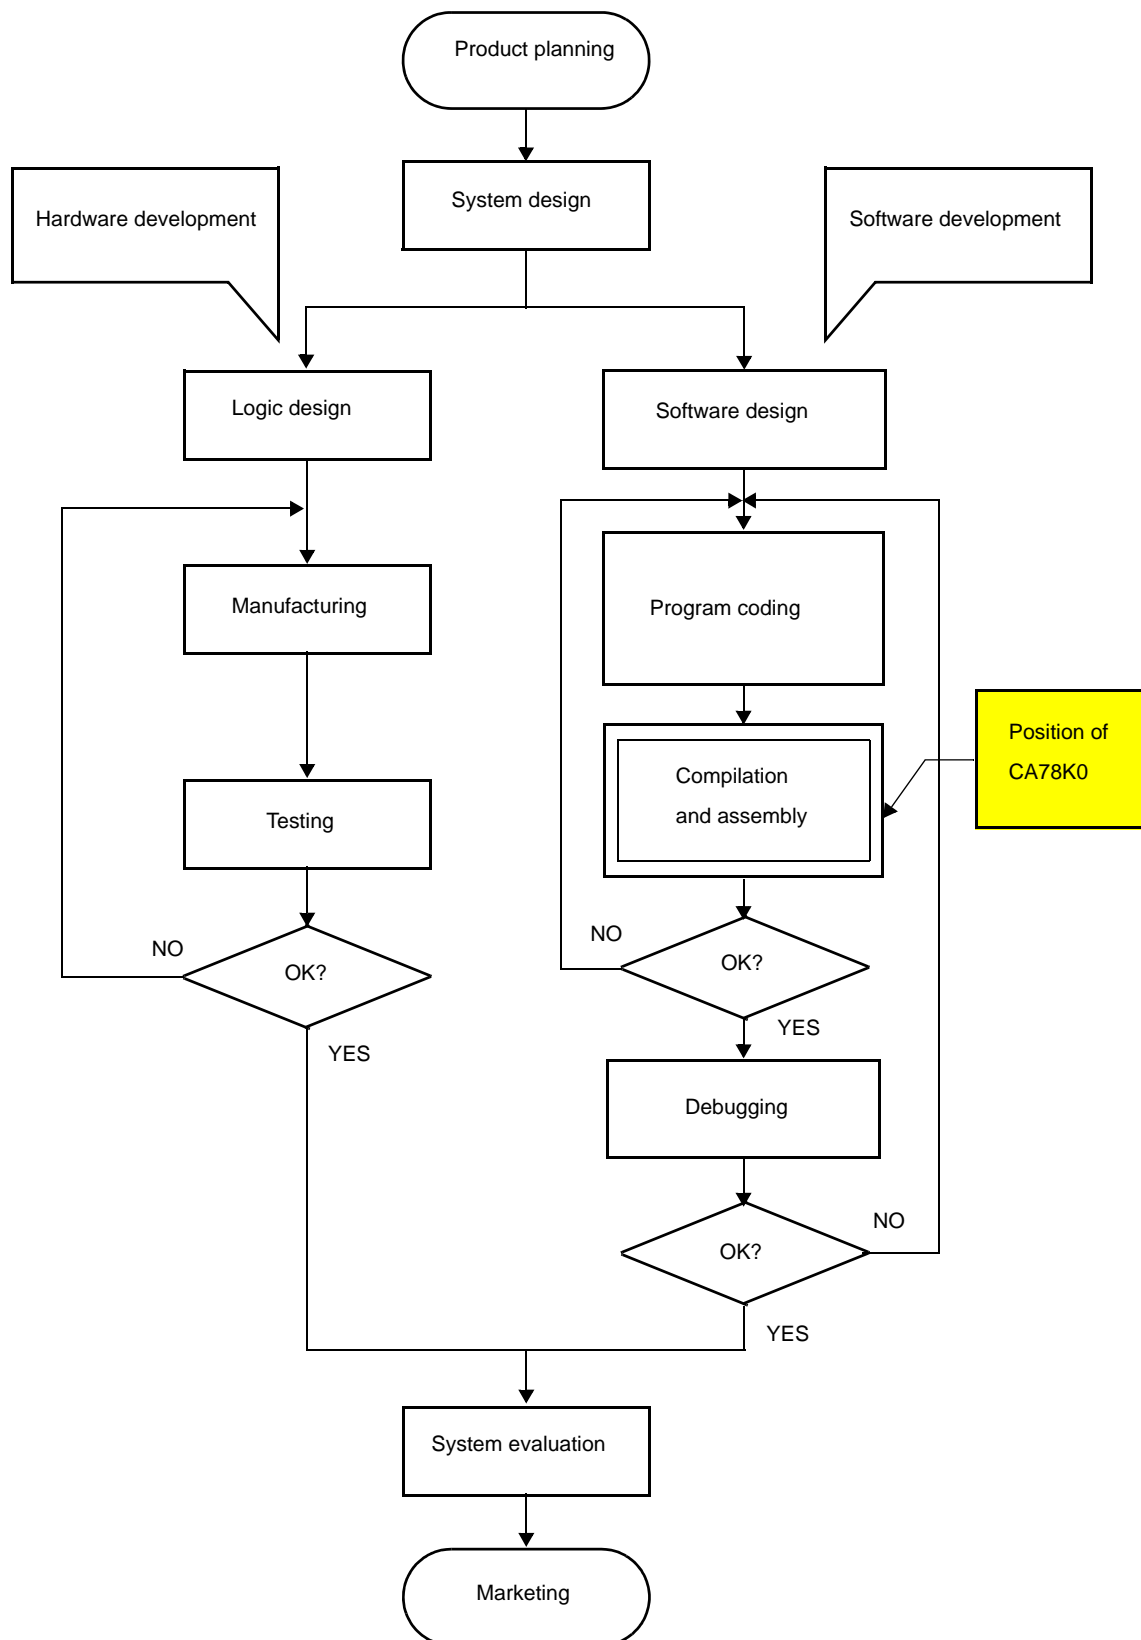 Product planning
System design
Hardware development
Software development
Logic design
Software design
Manufacturing
Program coding
Position of
CA78K0
Compilation
and assembly
Testing
NO
OK?
YES
NO
OK?
YES
Debugging
OK?
NO
YES
System evaluation
Marketing